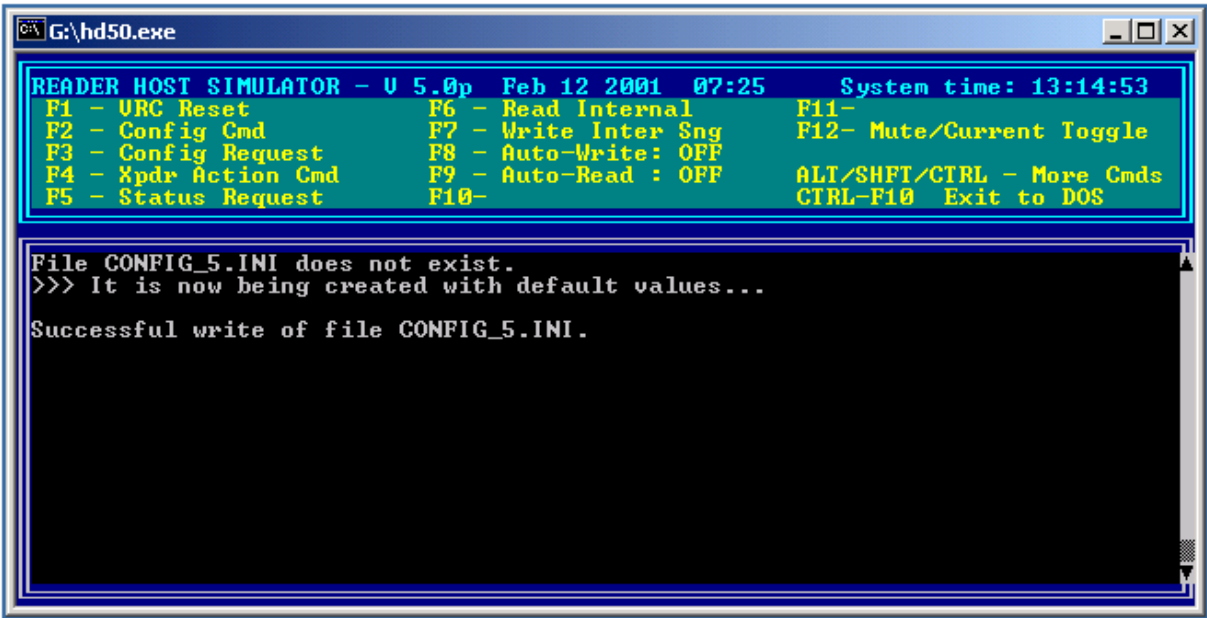 G:\hd50.exe
READER HOST SIMULATOR - V 5.0p  Feb 12 2001  07:25     System time: 13:14:53
F1 - VRC Reset     F6 - Read Internal     F11-
F2 - Config Cmd     F7 - Write Inter Sng     F12- Mute/Current Toggle
F3 - Config Request     F8 - Auto-Write: OFF
F4 - Xpdr Action Cmd     F9 - Auto-Read : OFF     ALT/SHFT/CTRL - More Cmds
F5 - Status Request     F10-     CTRL-F10  Exit to DOS
File CONFIG_5.INI does not exist.
>>> It is now being created with default values...
Successful write of file CONFIG_5.INI.